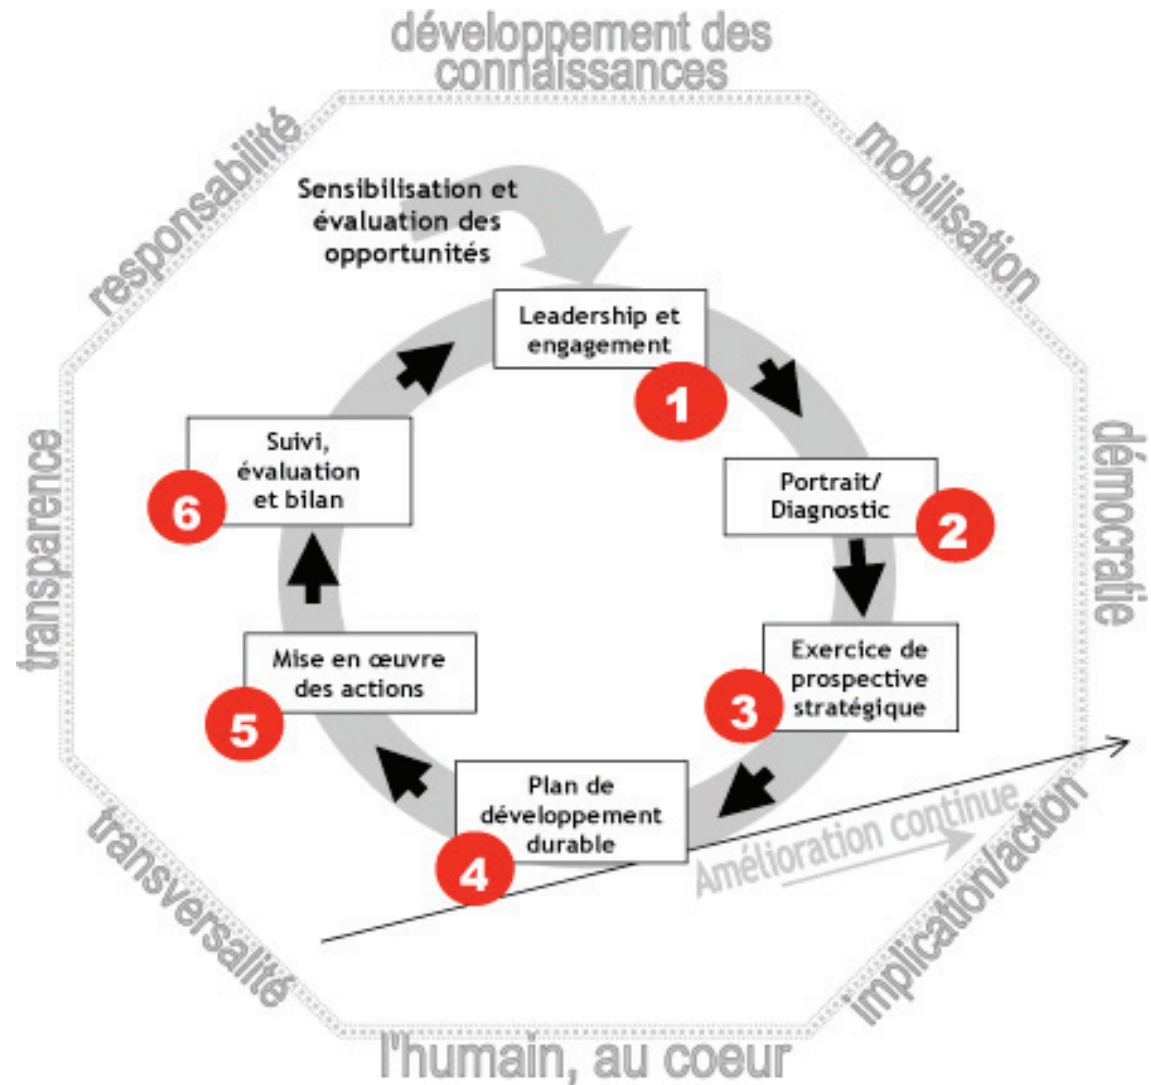 développement des
connaissances
responsabilité
mobilisation
Sensibilisation et
évaluation des
opportunités
Leadership et
engagement
1
Suivi,
évaluation
et bilan
6
Portrait/
Diagnostic
2
transparence
démocratie
Mise en œuvre
des actions
5
Exercice de
prospective
stratégique
3
Plan de
développement
durable
4
Amélioration continue
transversalité
implication/action
l'humain, au coeur